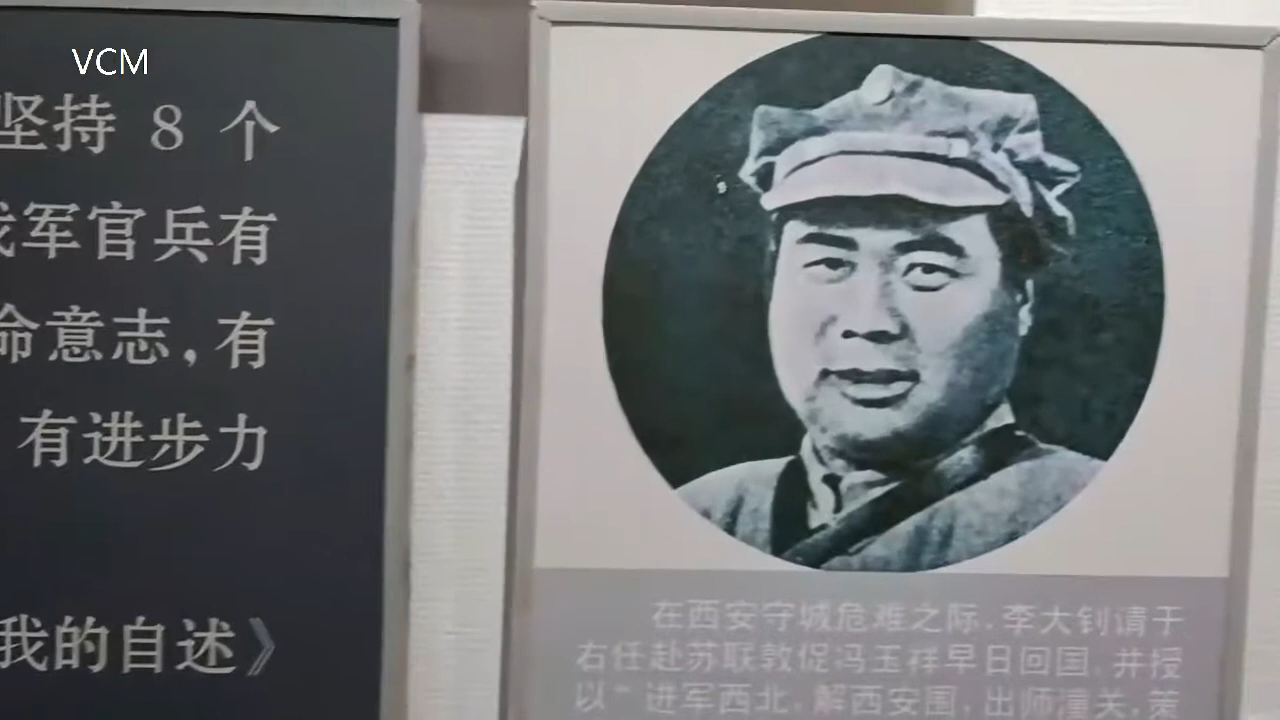 VCM
坚持 8 个
我军官兵有
命意志，有
有进步力
我的自述》
在西安守城危难之际，李大钊请于
右任赴苏联敦促冯玉祥早日回国，并授
以“进军西北，解西安围，出师潼关，策